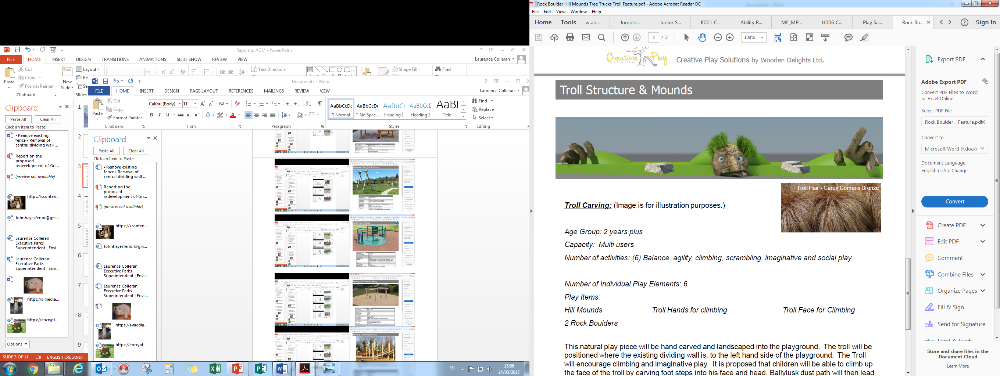 Report to ACM - PowerPoint
FILE HOME INSERT DESIGN TRANSITIONS ANIMATIONS SLIDE SHOW REVIEW VIEW
Laurence Colleran
Paste
Cut
Copy
Format Painter
Clipboard
New Slide
Layout
Slides
44
Text Direction
Shape Fill
Find
Clipboard
Paste All Clear All
Click an Item to Paste:
• Remove existing
fence • Removal of
central dividing wall ...
Report on the
proposed
redevelopment of Gri...
(preview not available)
https://sconten...
Johnhayesfenor@gm...
Laurence Colleran
Executive Parks
Superintendent | Envi...
Laurence Colleran
Executive Parks
Superintendent | Envi...
https://s-media...
https://encrypt...
Options
1
2
3
4
5
6
7
8
9
SLIDE 3 OF 11 ENGLISH (IRELAND)
Document3 - Word
FILE HOME INSERT DESIGN PAGE LAYOUT REFERENCES MAILINGS REVIEW VIEW
Laurence Colleran
Paste
Cut
Copy
Format Painter
Clipboard
Calibri (Body) 11
Font
Paragraph
¶ Normal
¶ No Spac...
Heading 1
Heading 2
Title
Styles
Find
Replace
Select
Editing
Clipboard
Paste All Clear All
Click an Item to Paste:
• Remove existing
fence • Removal of
central dividing wall ...
Report on the
proposed
redevelopment of Gri...
(preview not available)
https://sconten...
Johnhayesfenor@gm...
Laurence Colleran
Executive Parks
Superintendent | Envi...
Laurence Colleran
Executive Parks
Superintendent | Envi...
https://s-media...
https://encrypt...
Cableway 35m (earth ramp)
Ability Roundabout
Hexagonal Contact Swing
Multilog Climbing Pyramid
EN
15:06
24/03/2017
Rock Boulder Hill Mounds Tree Trucks Troll Feature.pdf - Adobe Acrobat Reader DC
File Edit View Window Help
Home Tools w an... Jumpin... Junior S... K001 C... Ability R... ME_MP... H006 C... Play Sa... Rock Bo... Sign In
3 / 3 108%
Creative Play
SOLUTIONS
Creative Play Solutions by Wooden Delights Ltd.
Troll Structure & Mounds
Troll Hair - Carex Comans Bronze
Troll Carving: (Image is for illustration purposes.)
Age Group: 2 years plus
Capacity: Multi users
Number of activities: (6) Balance, agility, climbing, scrambling, imaginative and social play
Number of Individual Play Elements: 6
Play Items:
Hill Mounds Troll Hands for climbing Troll Face for Climbing
2 Rock Boulders
This natural play piece will be hand carved and landscaped into the playground. The troll will be
positioned where the existing dividing wall is, to the left hand side of the playground. The Troll
will encourage climbing and imaginative play. It is proposed that children will be able to climb up
the face of the troll by carving foot steps into his face and head. Ballylusk dust path will then lead
Export PDF
Adobe Export PDF
Convert PDF Files to Word
or Excel Online
Select PDF File
Rock Boulder... Feature.pdf
Convert to
Microsoft Word (*.docx)
Document Language:
English (U.S.) Change
Convert
Create PDF
Edit PDF
Comment
Combine Files
Organize Pages
Fill & Sign
Send for Signature
Send & Track
Store and share files in the
Document Cloud
Learn More